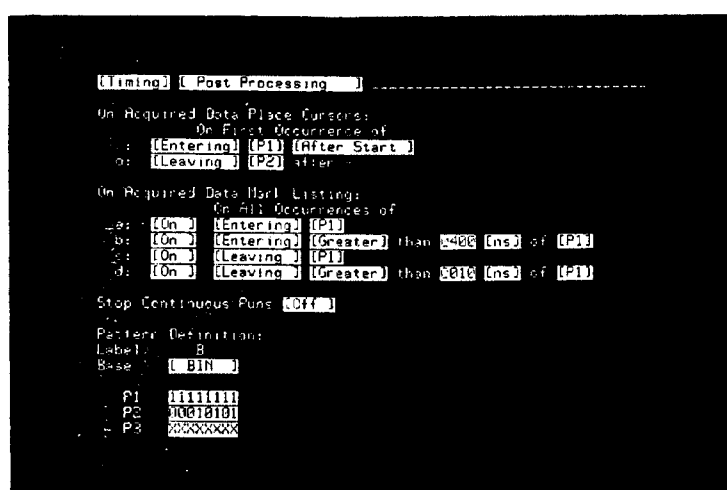 [Timing] [ Post Processing ]
On Acquired Data Place Cursors:
On First Occurrence of
[Entering] [P1] [After Start ]
o: [Leaving ] [P2] after
On Acquired Data Mark Listing:
On All Occurrences of
a: [On ] [Entering] [P1]
b: [On ] [Entering] [Greater] than 0400 [ns] of [P1]
c: [On ] [Leaving ] [P1]
d: [On ] [Leaving ] [Greater] than 0010 [ns] of [P1]
Stop Continuous Runs [Off ]
Pattern Definition:
Label> B
Base > [ BIN ]
P1 11111111
P2 00010101
P3 XXXXXXXX